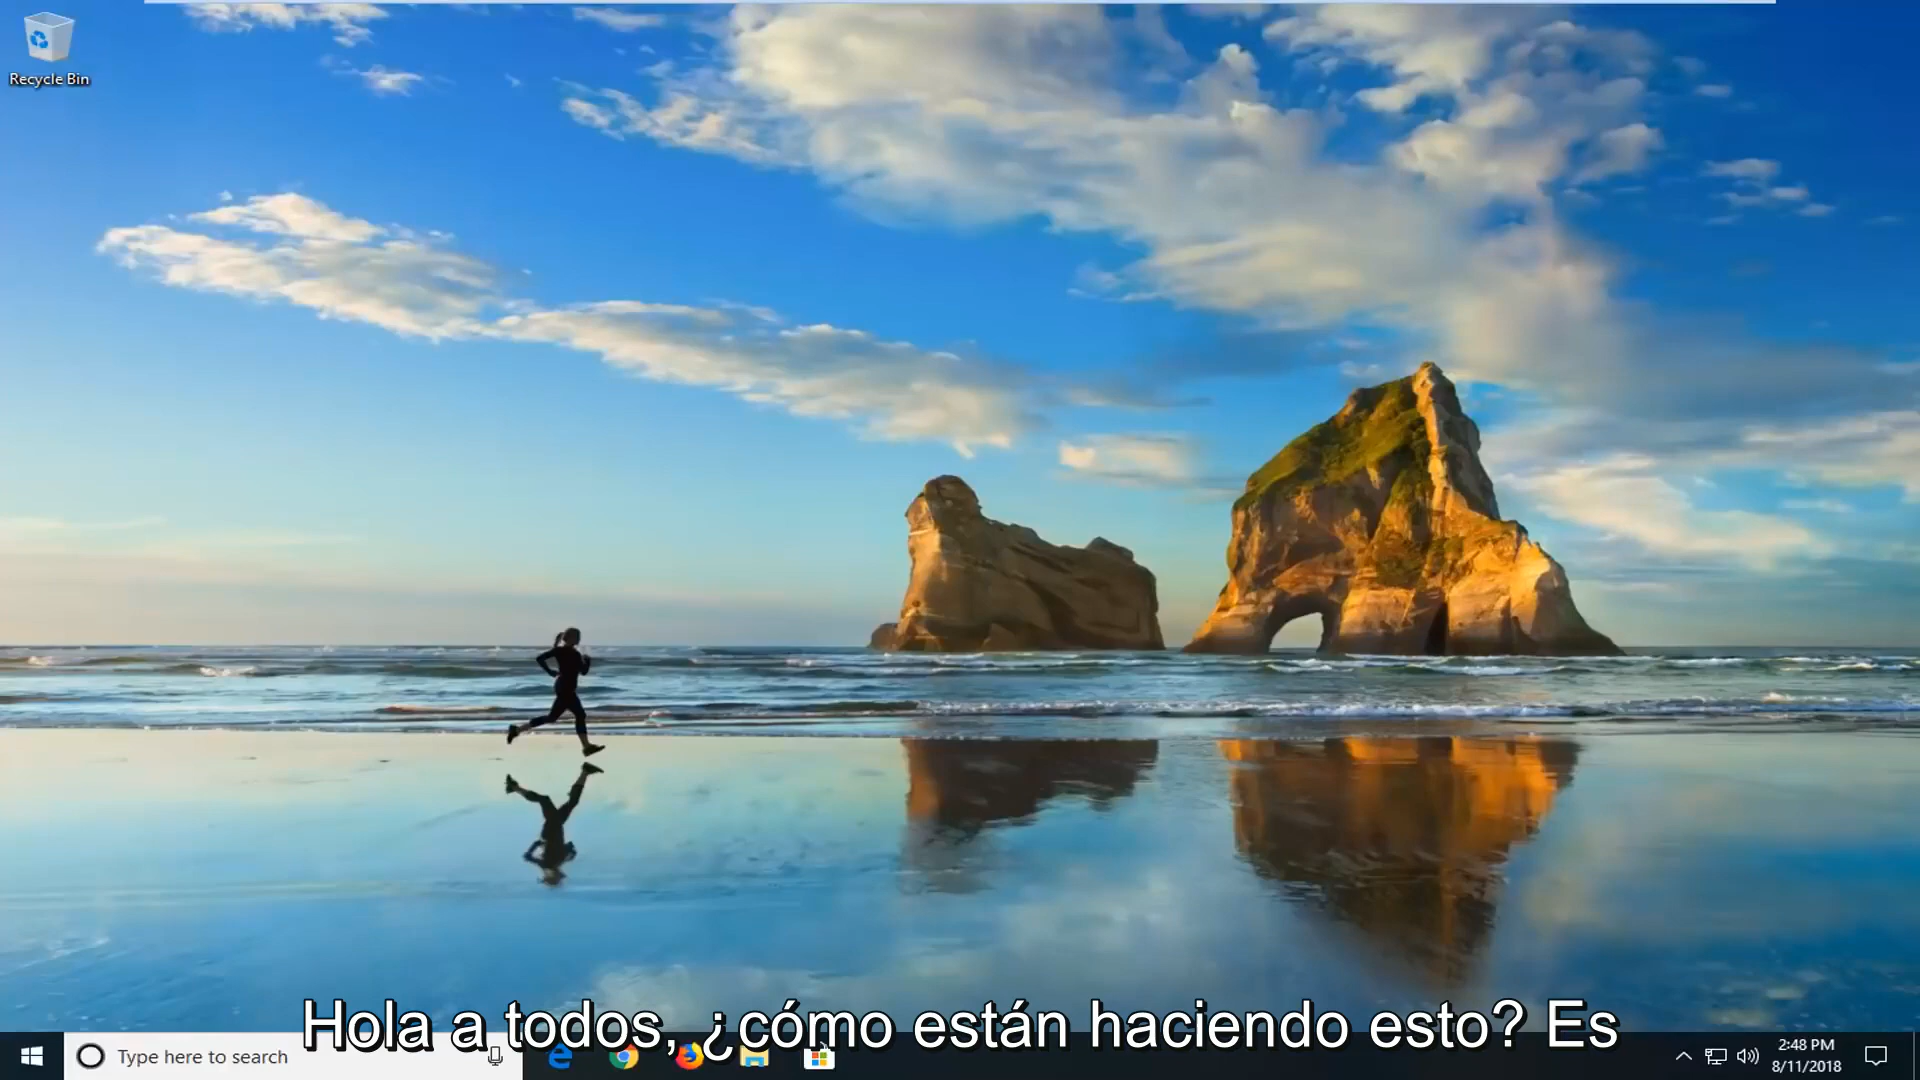 Recycle Bin
Hola a todos, ¿cómo están haciendo esto? Es
Type here to search
2:48 PM
8/11/2018